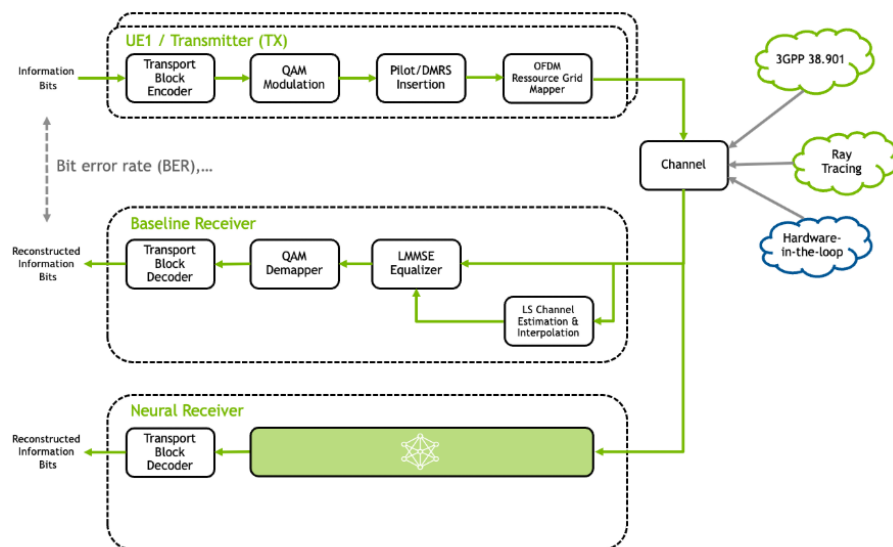 UE1 / Transmitter (TX)
Information
Bits
Transport
Block
Encoder
QAM
Modulation
Pilot/DMRS
Insertion
OFDM
Ressource Grid
Mapper
3GPP 38.901
Channel
Ray
Tracing
Hardware-
in-the-loop
Bit error rate (BER),...
Baseline Receiver
Reconstructed
Information
Bits
Transport
Block
Decoder
QAM
Demapper
LMMSE
Equalizer
LS Channel
Estimation &
Interpolation
Neural Receiver
Reconstructed
Information
Bits
Transport
Block
Decoder